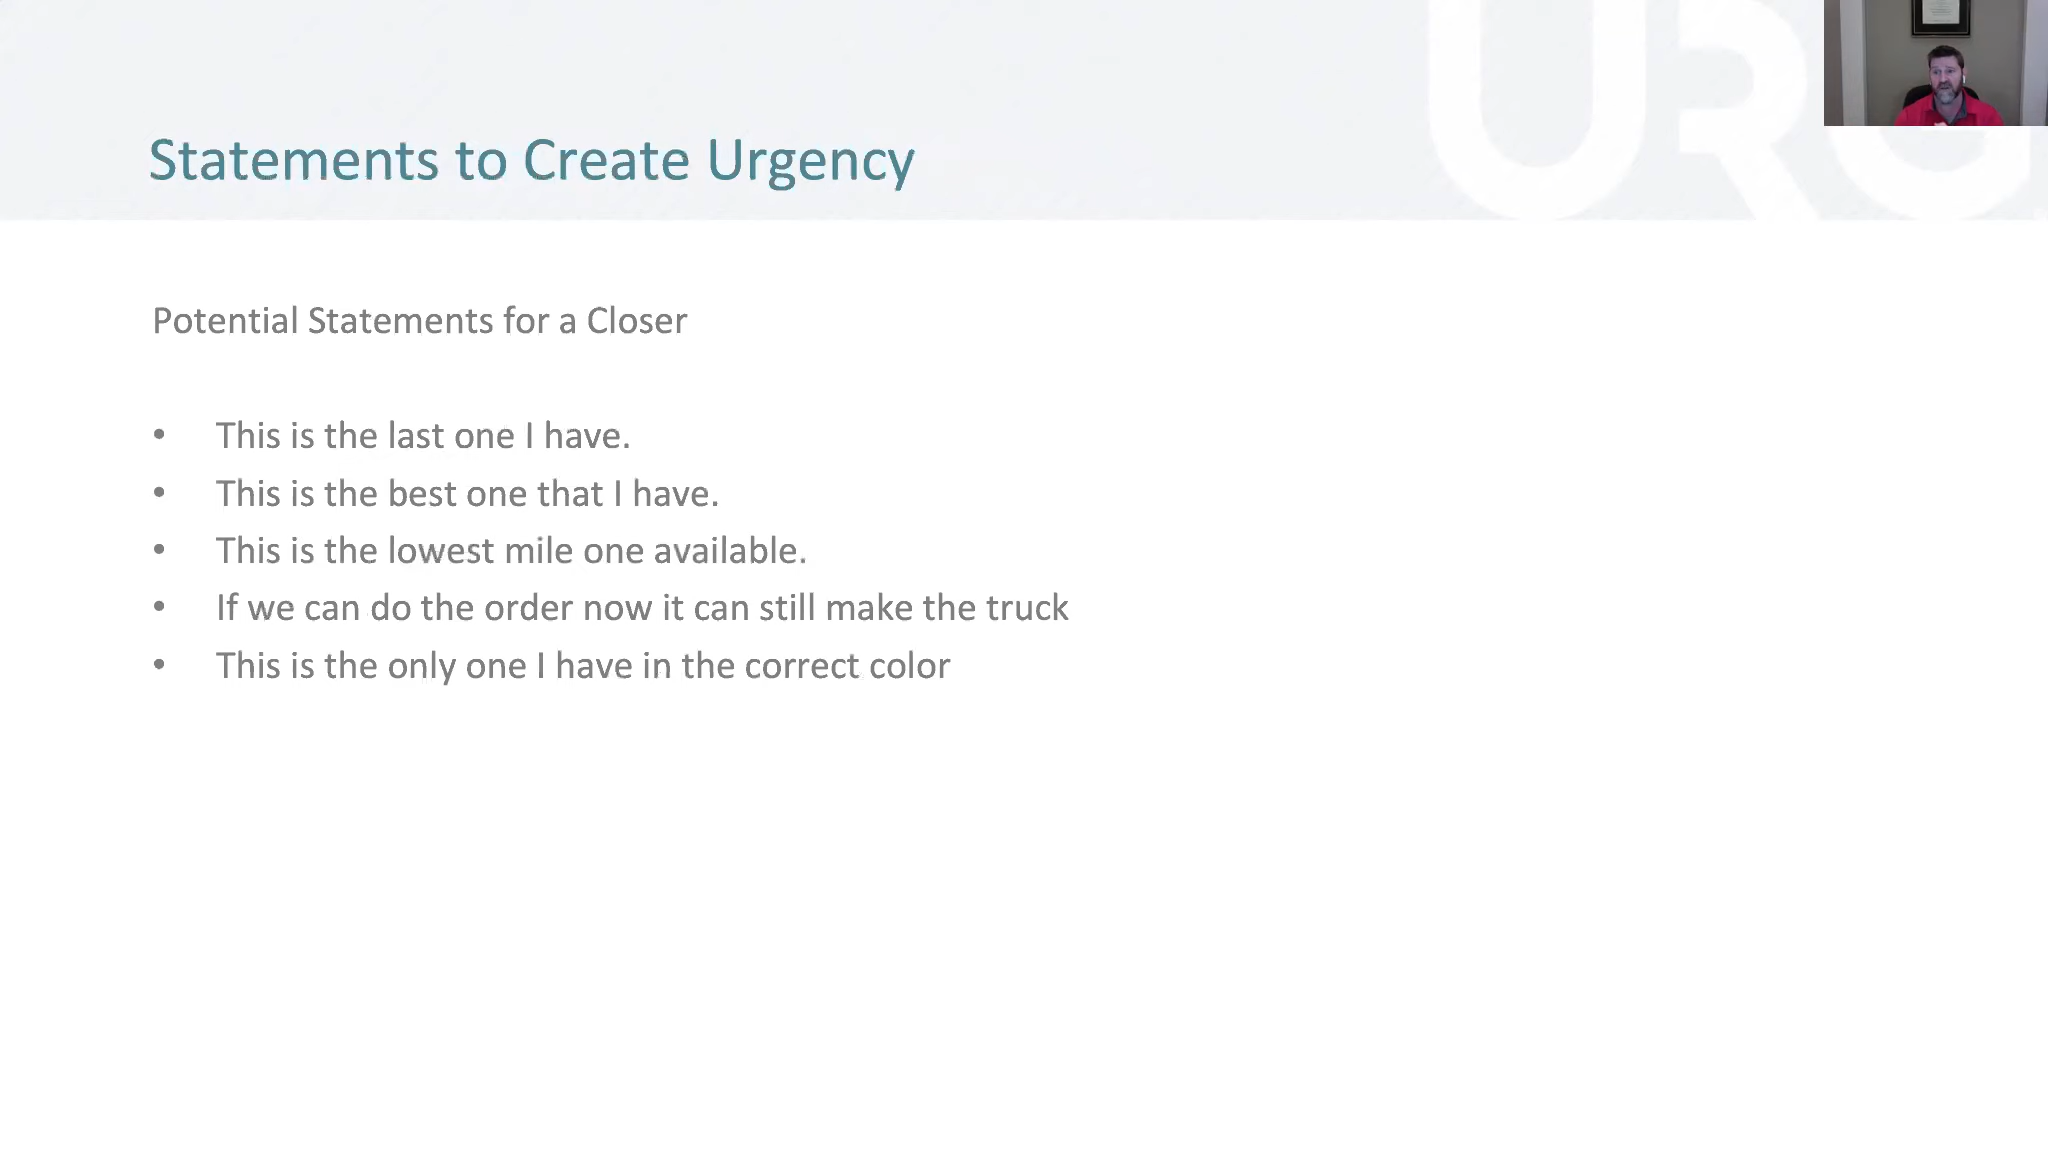 URG
Statements to Create Urgency
Potential Statements for a Closer
• This is the last one I have.
• This is the best one that I have.
• This is the lowest mile one available.
• If we can do the order now it can still make the truck
• This is the only one I have in the correct color